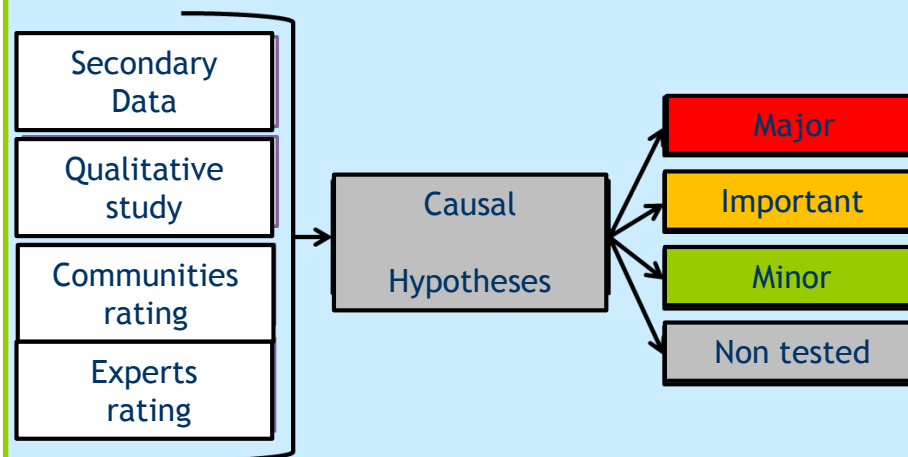 Secondary
Data
Qualitative
study
Communities
rating
Experts
rating
Causal
Hypotheses
Major
Important
Minor
Non tested